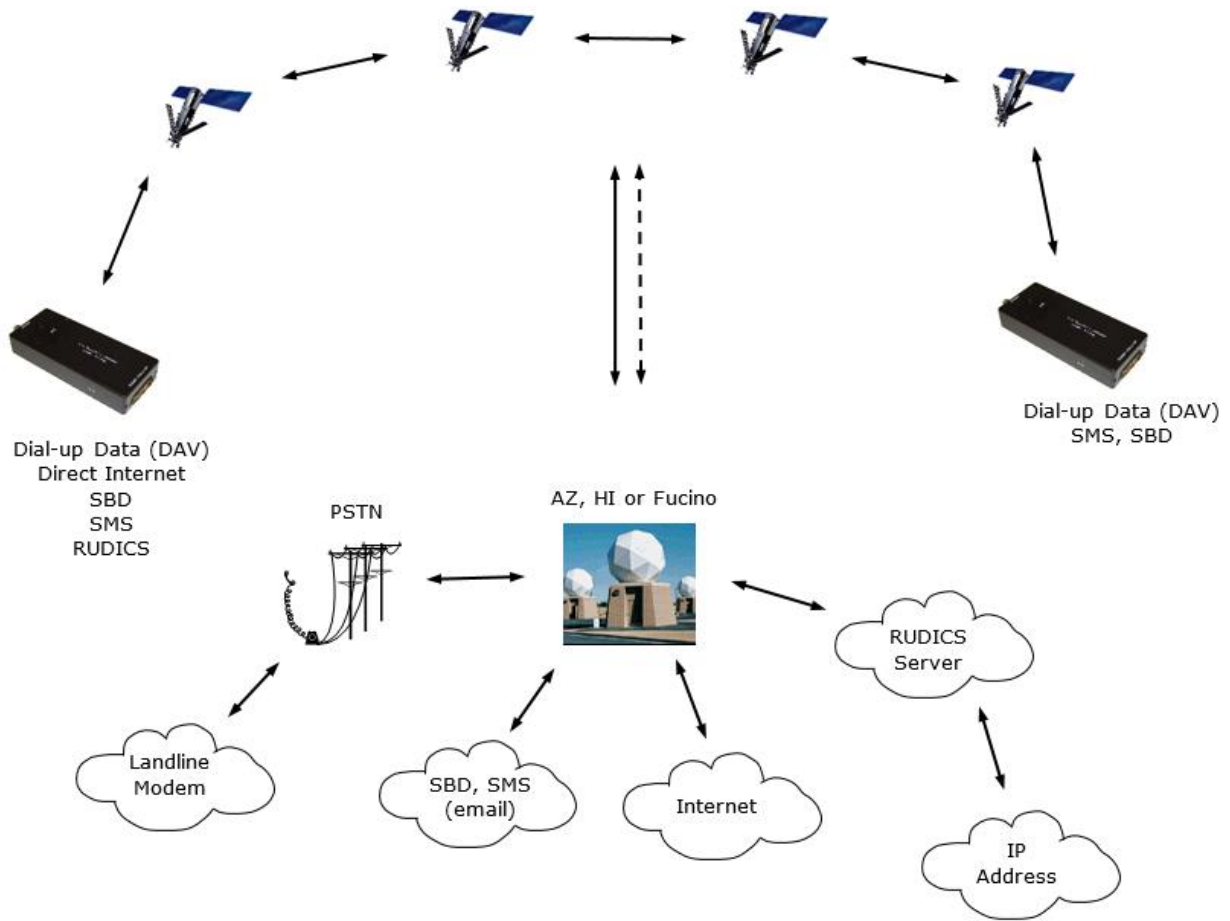 Dial-up Data (DAV)
Direct Internet
SBD
SMS
RUDICS
Dial-up Data (DAV)
SMS, SBD
PSTN
AZ, HI or Fucino
RUDICS
Server
Landline
Modem
SBD, SMS
(email)
Internet
IP
Address